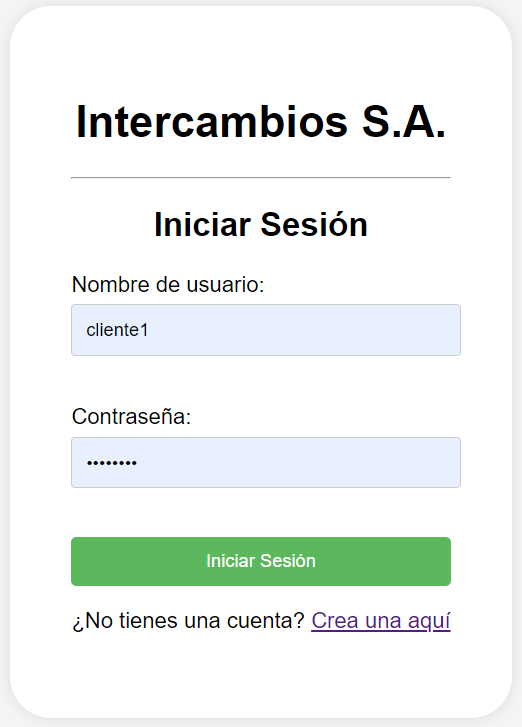 Intercambios S.A.
Iniciar Sesión
Nombre de usuario:
cliente1
Contraseña:
••••••••
Iniciar Sesión
¿No tienes una cuenta? Crea una aquí